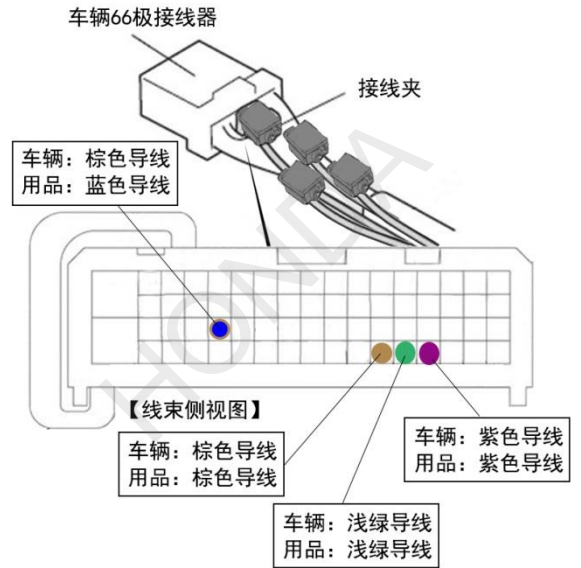 车辆66极接线器
接线夹
车辆：棕色导线
用品：蓝色导线
HONDA
【线束侧视图】
车辆：棕色导线
用品：棕色导线
车辆：紫色导线
用品：紫色导线
车辆：浅绿导线
用品：浅绿导线